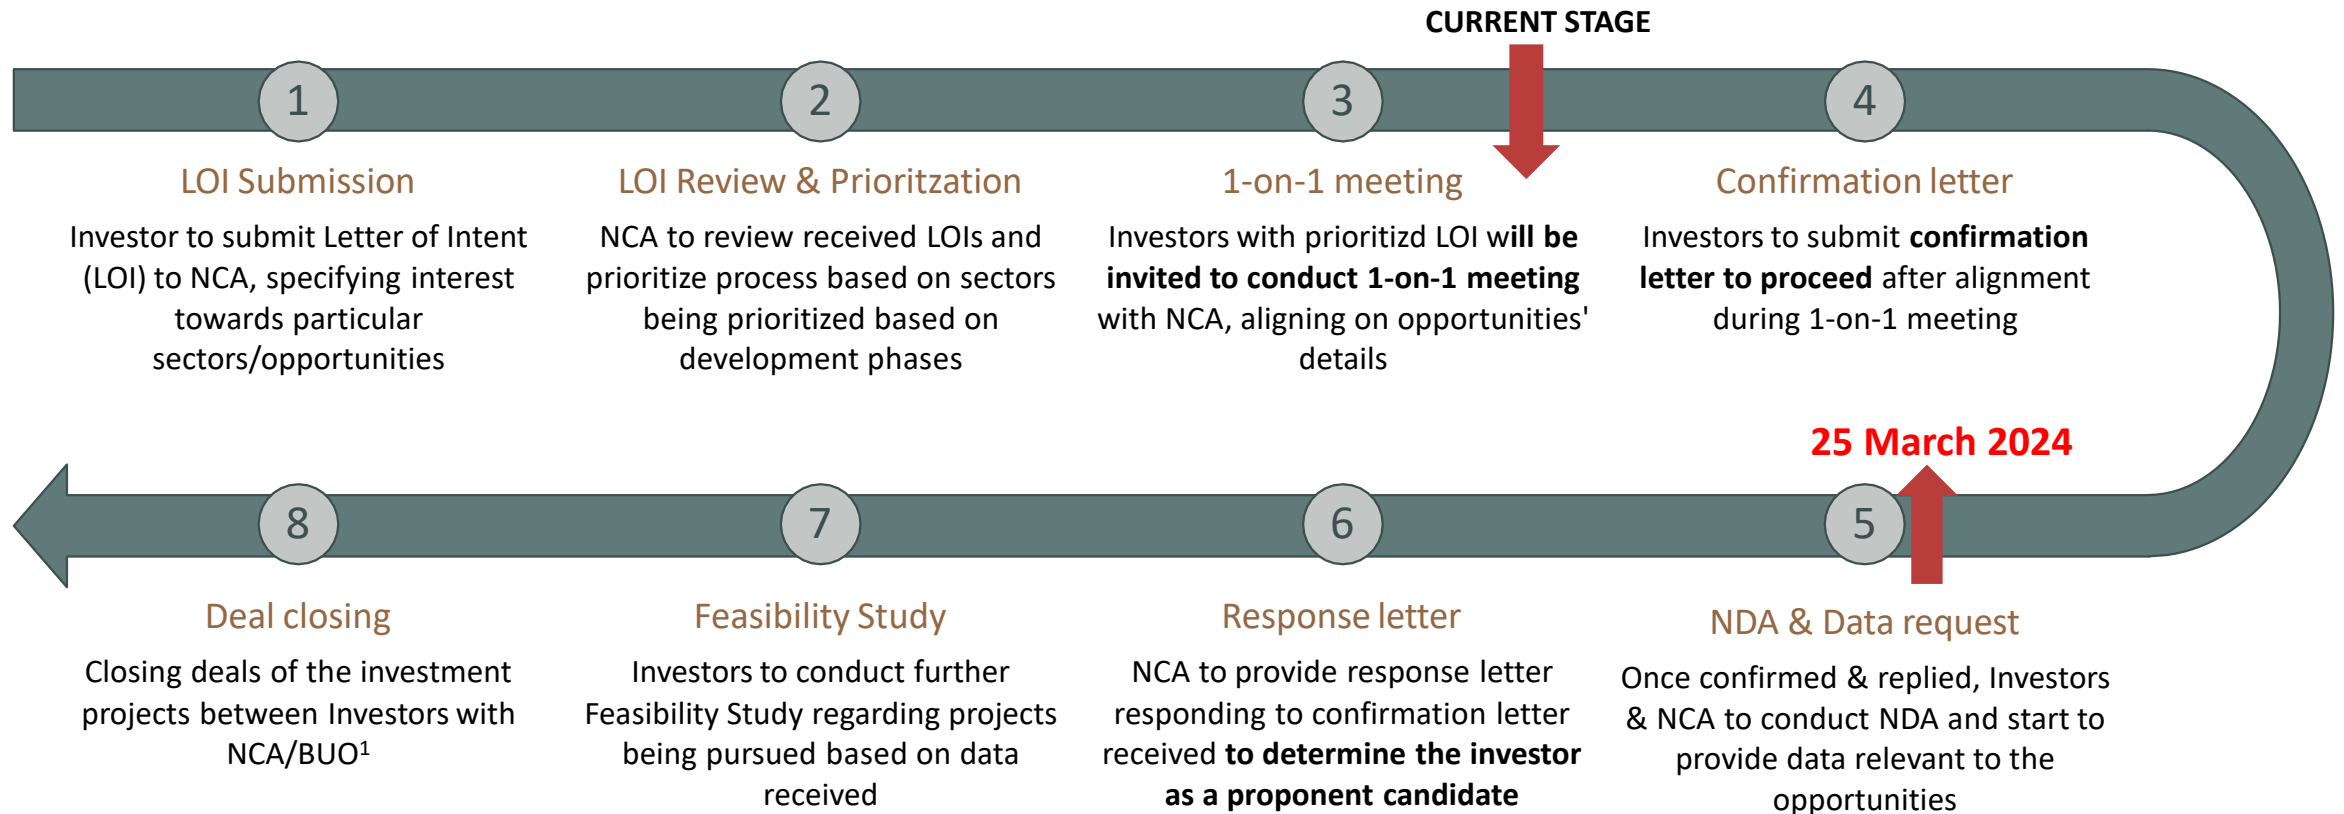 CURRENT STAGE
1
2
3
4
LOI Submission
Investor to submit Letter of Intent
(LOI) to NCA, specifying interest
towards particular
sectors/opportunities
LOI Review & Prioritzation
NCA to review received LOIs and
prioritize process based on sectors
being prioritized based on
development phases
1-on-1 meeting
Investors with prioritizd LOI will be
invited to conduct 1-on-1 meeting
with NCA, aligning on opportunities'
details
Confirmation letter
Investors to submit confirmation
letter to proceed after alignment
during 1-on-1 meeting
25 March 2024
8
7
6
5
Deal closing
Closing deals of the investment
projects between Investors with
NCA/BUO¹
Feasibility Study
Investors to conduct further
Feasibility Study regarding projects
being pursued based on data
received
Response letter
NCA to provide response letter
responding to confirmation letter
received to determine the investor
as a proponent candidate
NDA & Data request
Once confirmed & replied, Investors
& NCA to conduct NDA and start to
provide data relevant to the
opportunities